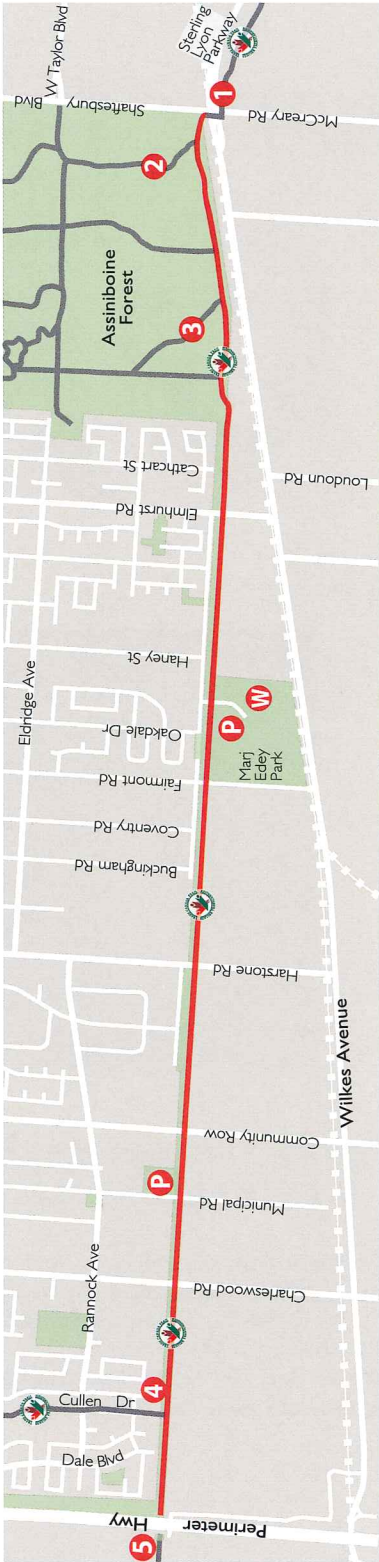 W Taylor Blvd
Sterling
Lyon
Parkway
Shaftesbury
Blvd
1
McCreary Rd
2
Assiniboine
Forest
3
Cathcart St
Elmhurst Rd
Loudoun Rd
Eldridge Ave
Haney St
Oakdale Dr
Fairmont Rd
P
W
Marj
Edey
Park
Coventry Rd
Buckingham Rd
Harstone Rd
Wilkes Avenue
Community Row
P
Municipal Rd
Rannock Ave
Charleswood Rd
4
Cullen Dr
Dale Blvd
5
Perimeter
Hwy